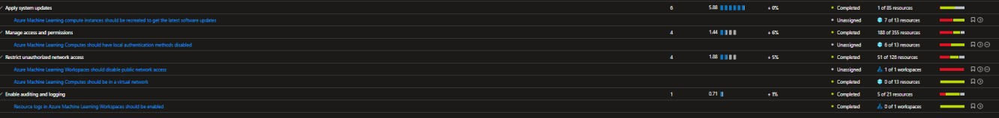 Apply system updates 6 5.88 + 0% Completed 1 of 85 resources
Azure Machine Learning compute instances should be recreated to get the latest software updates Unassigned 7 of 13 resources
Manage access and permissions 4 1.44 + 6% Completed 188 of 355 resources
Azure Machine Learning Computes should have local authentication methods disabled Unassigned 6 of 13 resources
Restrict unauthorized network access 4 1.88 + 5% Completed 51 of 126 resources
Azure Machine Learning Workspaces should disable public network access Unassigned 1 of 1 workspaces
Azure Machine Learning Computes should be in a virtual network Completed 0 of 13 resources
Enable auditing and logging 1 0.71 + 1% Completed 5 of 21 resources
Resource logs in Azure Machine Learning Workspaces should be enabled Completed 0 of 1 workspaces